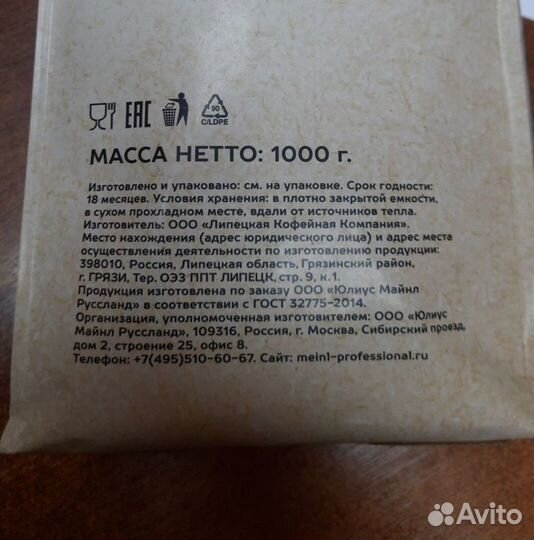 EAC
90
C/LDPE
МАССА НЕТТО: 1000 г.
Изготовлено и упаковано: см. на упаковке. Срок годности:
18 месяцев. Условия хранения: в плотно закрытой емкости,
в сухом прохладном месте, вдали от источников тепла.
Изготовитель: ООО «Липецкая Кофейная Компания».
Место нахождения (адрес юридического лица) и адрес места
осуществления деятельности по изготовлению продукции:
398010, Россия, Липецкая область, Грязинский район,
г. ГРЯЗИ, Тер. ОЭЗ ППТ ЛИПЕЦК, стр. 9, к.1.
Продукция изготовлена по заказу ООО «Юлиус Майнл
Руссланд» в соответствии с ГОСТ 32775-2014.
Организация, уполномоченная изготовителем: ООО «Юлиус
Майнл Руссланд», 109316, Россия, г. Москва, Сибирский проезд,
дом 2, строение 25, офис 8.
Телефон: +7(495)510-60-67. Сайт: meinl-professional.ru
Avito